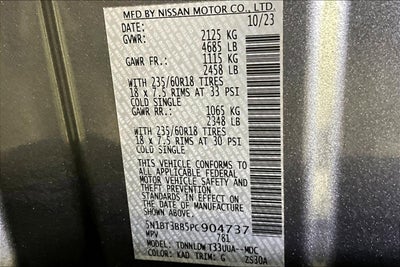 MFD BY NISSAN MOTOR CO., LTD.
DATE: 10/23
GVWR: 2125 KG
4685 LB
GAWR FR.: 1115 KG
2458 LB
WITH 235/60R18 TIRES
18 x 7.5 RIMS AT 33 PSI
COLD SINGLE
GAWR RR.: 1065 KG
2348 LB
WITH 235/60R18 TIRES
18 x 7.5 RIMS AT 30 PSI
COLD SINGLE
THIS VEHICLE CONFORMS TO
ALL APPLICABLE FEDERAL
MOTOR VEHICLE SAFETY AND
THEFT PREVENTION
STANDARDS IN EFFECT ON
THE DATE OF MANUFACTURE
SHOWN ABOVE.
5N1BT3BB5PC904737
MPV 781
MODEL: TDNNLDW T33UUA--MDC
COLOR: KAD TRIM: G ZS30A